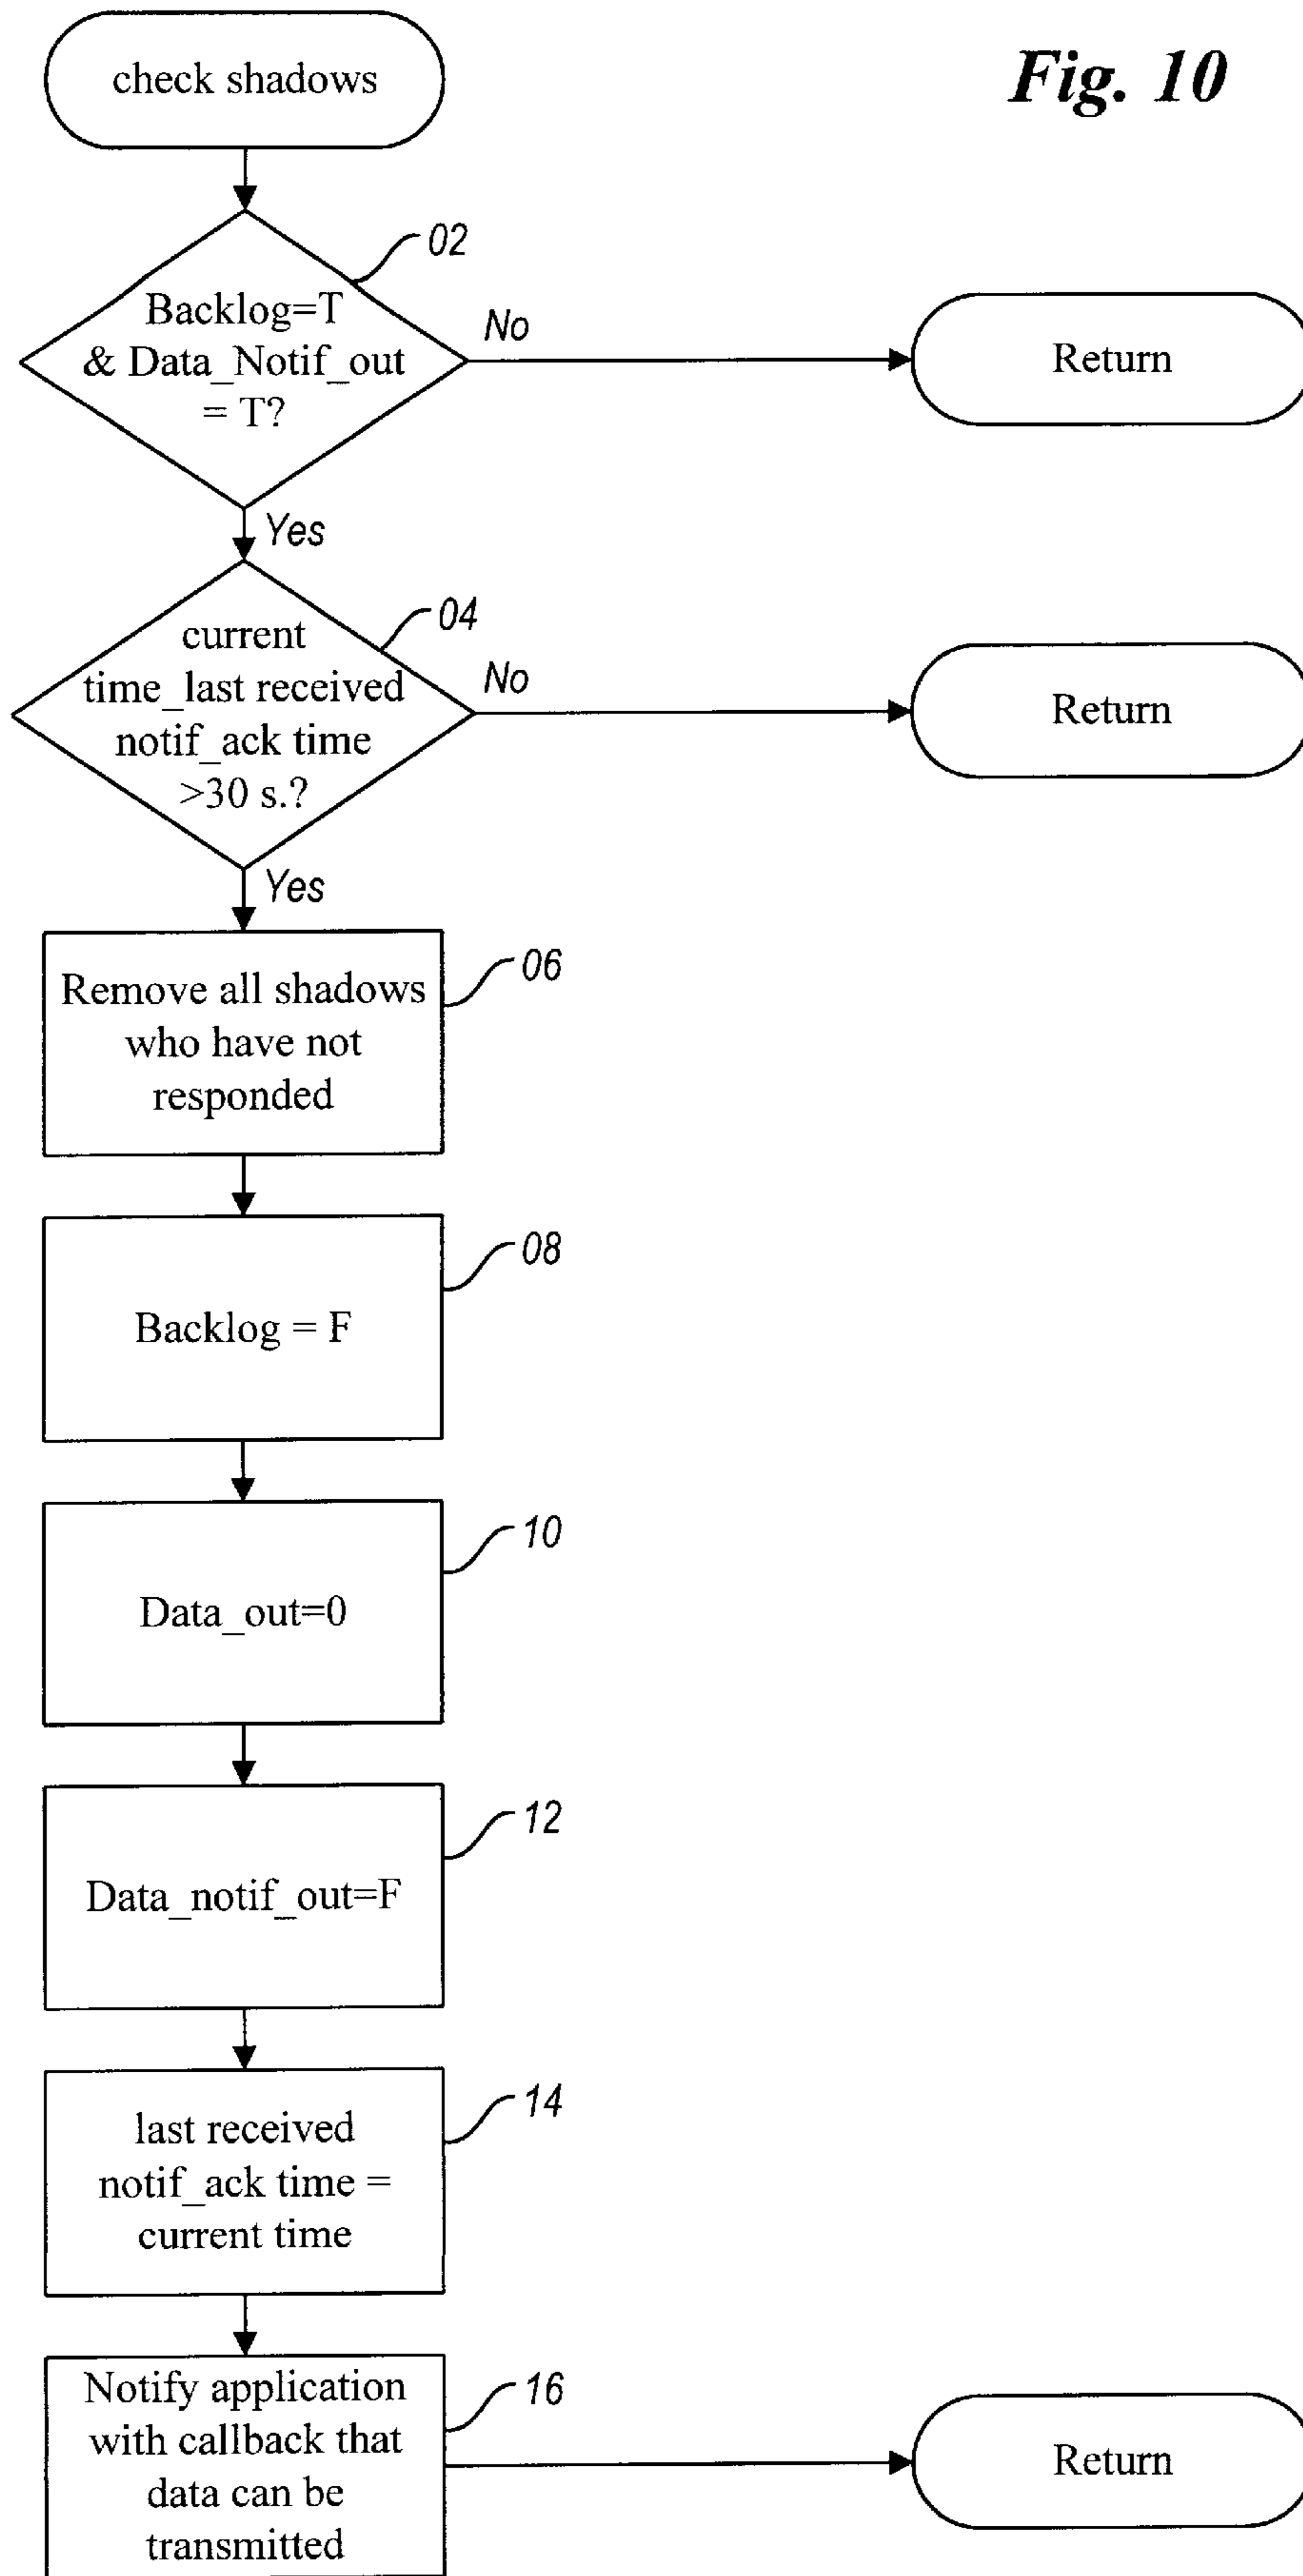 Fig. 10
check shadows
02
Backlog=T
& Data_Notif_out
= T?
No
Return
Yes
04
current
time_last received
notif_ack time
>30 s.?
No
Return
Yes
06
Remove all shadows
who have not
responded
08
Backlog = F
10
Data_out=0
12
Data_notif_out=F
14
last received
notif_ack time =
current time
16
Notify application
with callback that
data can be
transmitted
Return